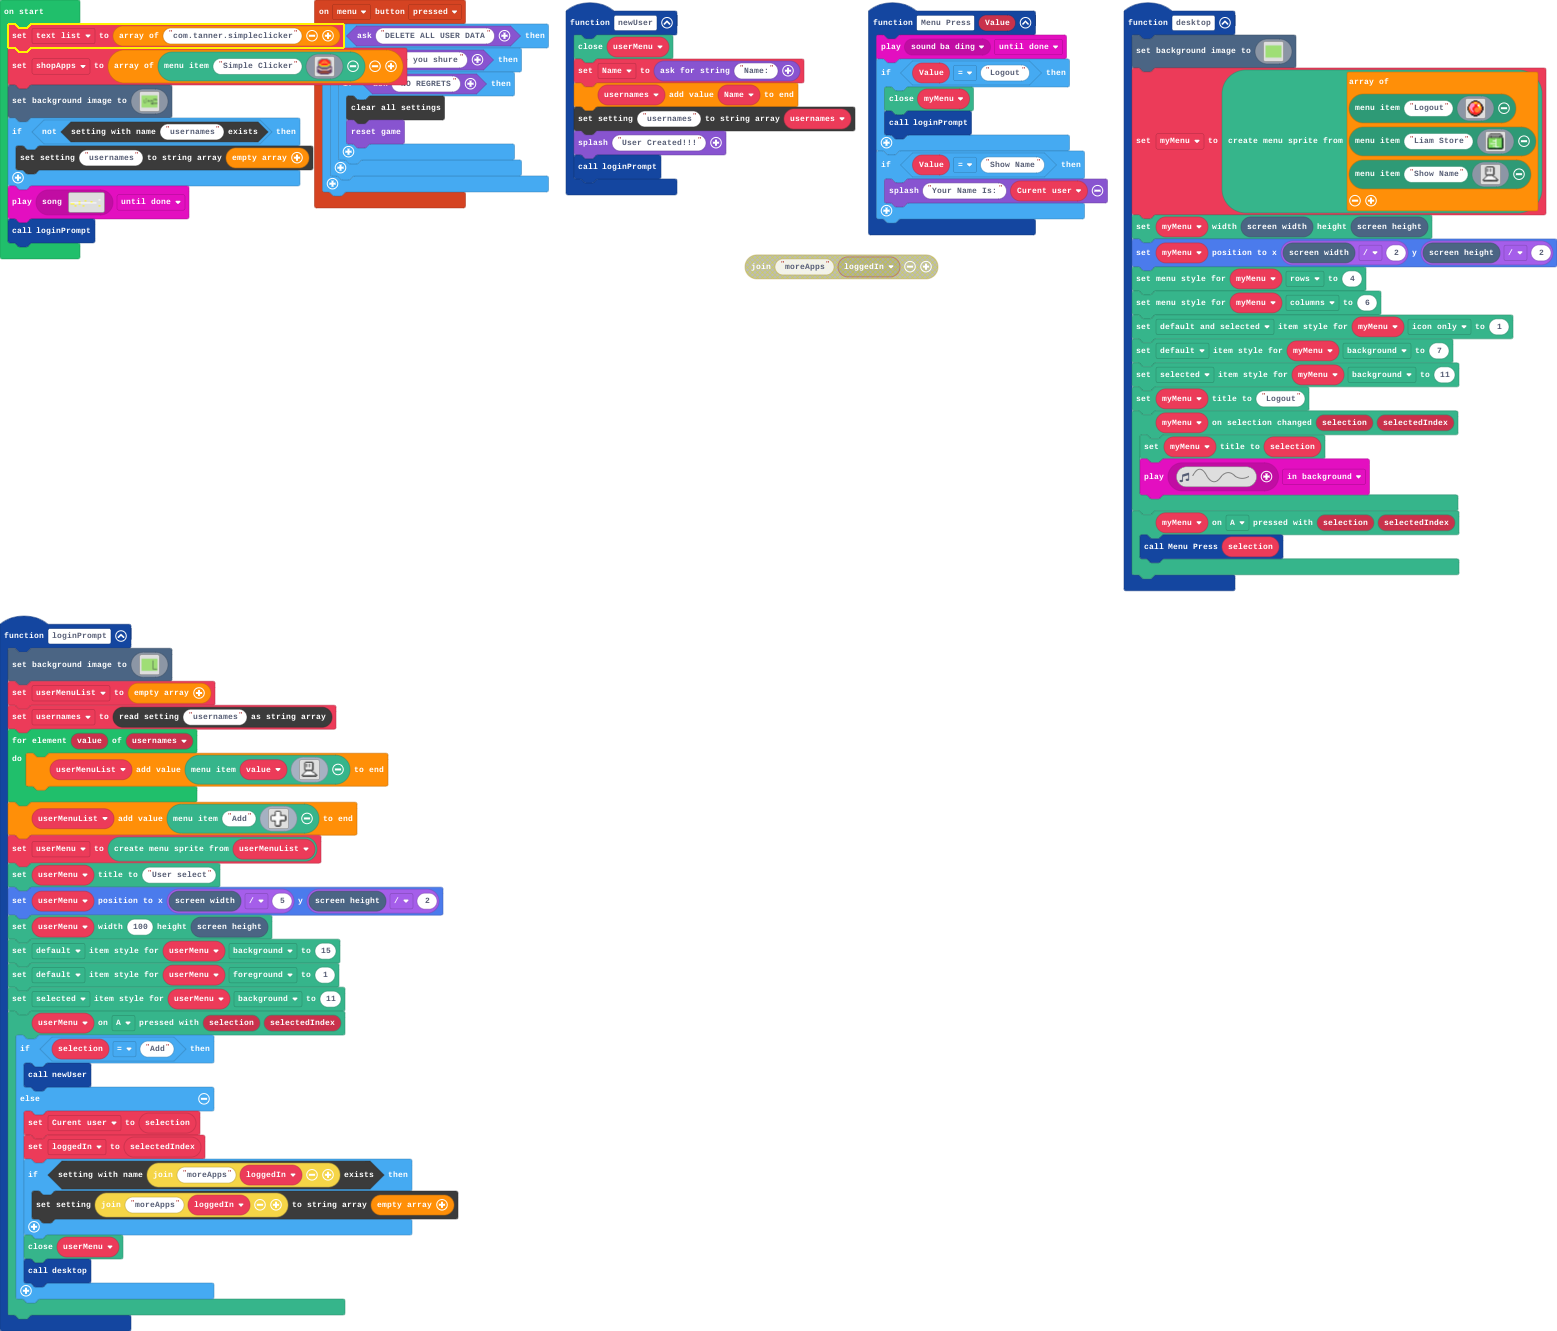 on start
set text list to array of "com.tanner.simpleclicker"
set shopApps to array of menu item "Simple Clicker"
set background image to
if not setting with name "usernames" exists then
set setting "usernames" to string array empty array
play song until done
call loginPrompt
on menu button pressed
ask "DELETE ALL USER DATA" then
you shure" then
NO REGRETS" then
clear all settings
reset game
function newUser
close userMenu
set Name to ask for string "Name:"
usernames add value Name to end
set setting "usernames" to string array usernames
splash "User Created!!!"
call loginPrompt
function Menu Press Value
play sound ba ding until done
if Value = "Logout" then
close myMenu
call loginPrompt
if Value = "Show Name" then
splash "Your Name Is:" Curent user
join "moreApps" loggedIn
function desktop
set background image to
set myMenu to create menu sprite from array of
menu item "Logout"
menu item "Liam Store"
menu item "Show Name"
set myMenu width screen width height screen height
set myMenu position to x screen width / 2 y screen height / 2
set menu style for myMenu rows to 4
set menu style for myMenu columns to 6
set default and selected item style for myMenu icon only to 1
set default item style for myMenu background to 7
set selected item style for myMenu background to 11
set myMenu title to "Logout"
myMenu on selection changed selection selectedIndex
set myMenu title to selection
play in background
myMenu on A pressed with selection selectedIndex
call Menu Press selection
function loginPrompt
set background image to
set userMenuList to empty array
set usernames to read setting "usernames" as string array
for element value of usernames
do userMenuList add value menu item value to end
userMenuList add value menu item "Add" to end
set userMenu to create menu sprite from userMenuList
set userMenu title to "User select"
set userMenu position to x screen width / 5 y screen height / 2
set userMenu width 100 height screen height
set default item style for userMenu background to 15
set default item style for userMenu foreground to 1
set selected item style for userMenu background to 11
userMenu on A pressed with selection selectedIndex
if selection = "Add" then
call newUser
else
set Curent user to selection
set loggedIn to selectedIndex
if setting with name join "moreApps" loggedIn exists then
set setting join "moreApps" loggedIn to string array empty array
close userMenu
call desktop